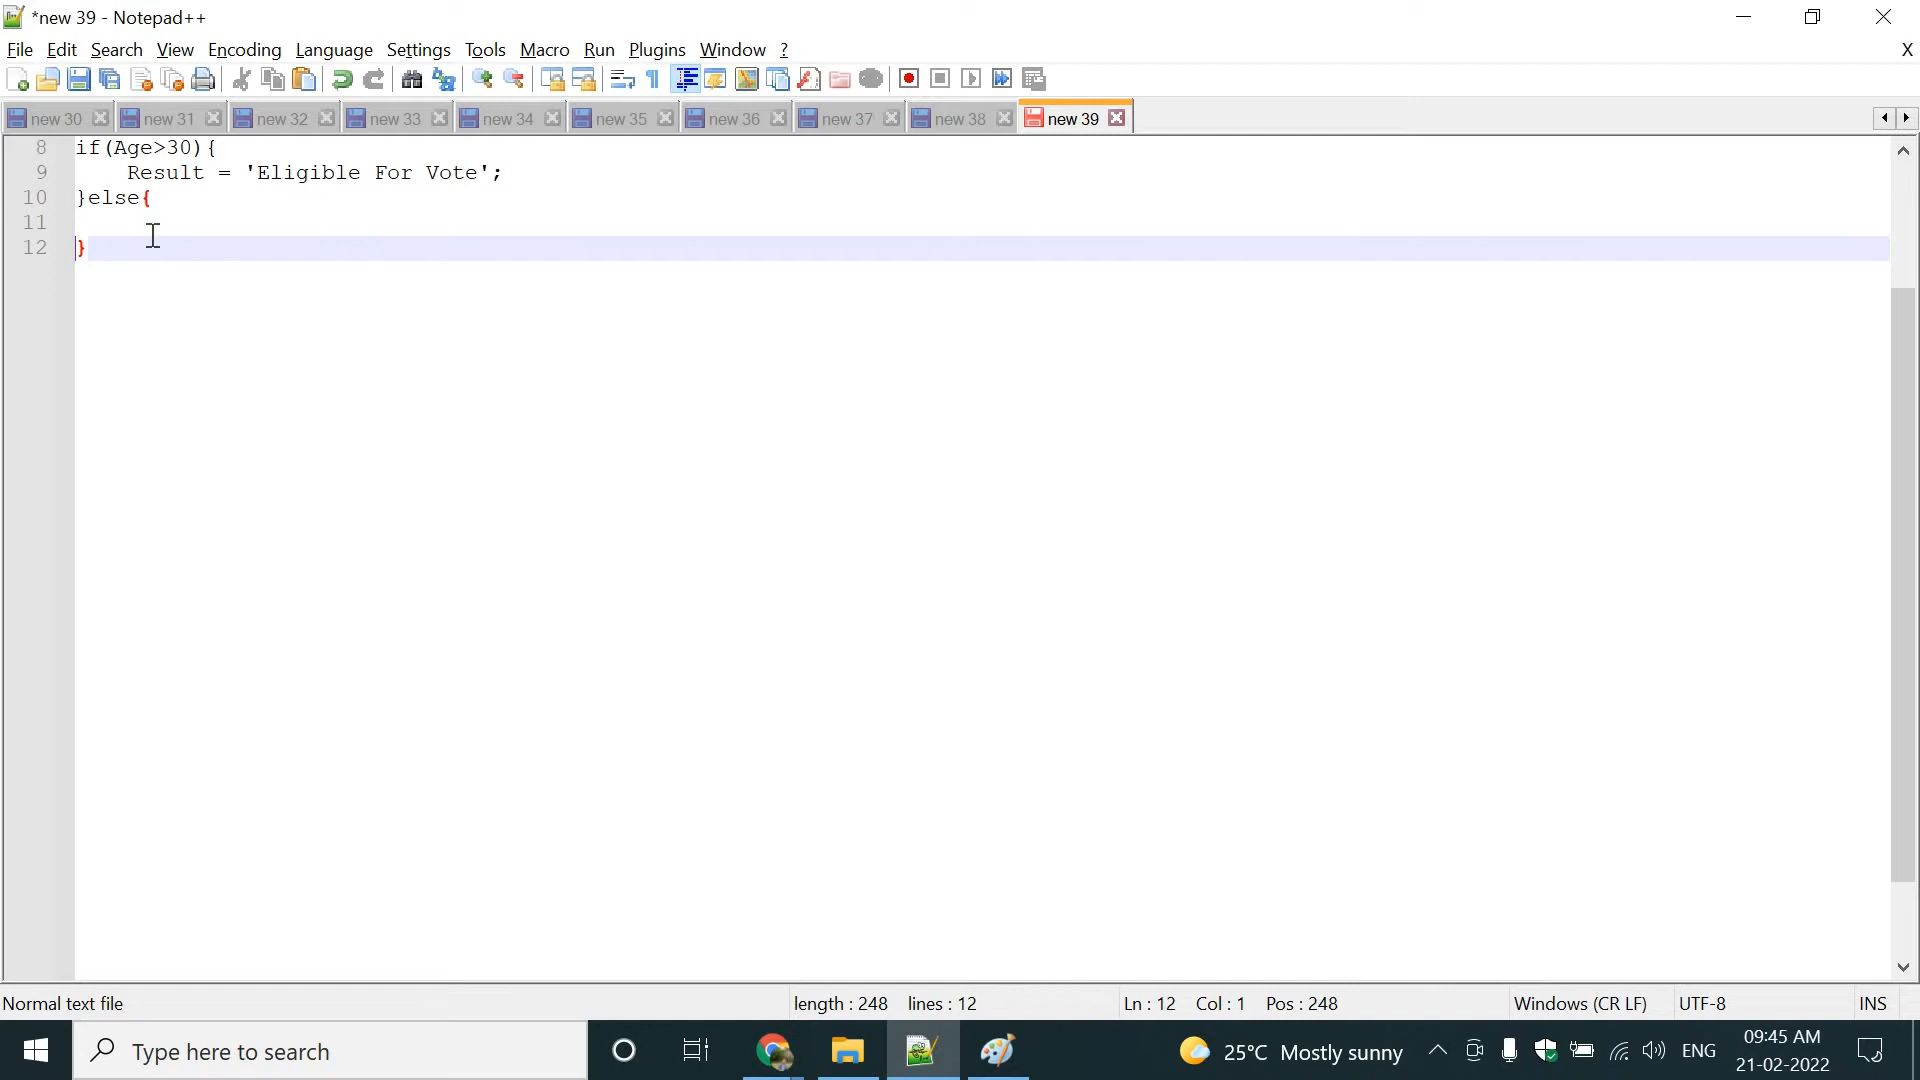 *new 39 - Notepad++
File Edit Search View Encoding Language Settings Tools Macro Run Plugins Window ? X
new 30 new 31 new 32 new 33 new 34 new 35 new 36 new 37 new 38 new 39
8 if(Age>30){
9 Result = 'Eligible For Vote';
10 }else{
11
12 }
Normal text file length : 248 lines : 12 Ln : 12 Col : 1 Pos : 248 Windows (CR LF) UTF-8 INS
Type here to search 25°C Mostly sunny ENG 09:45 AM
21-02-2022